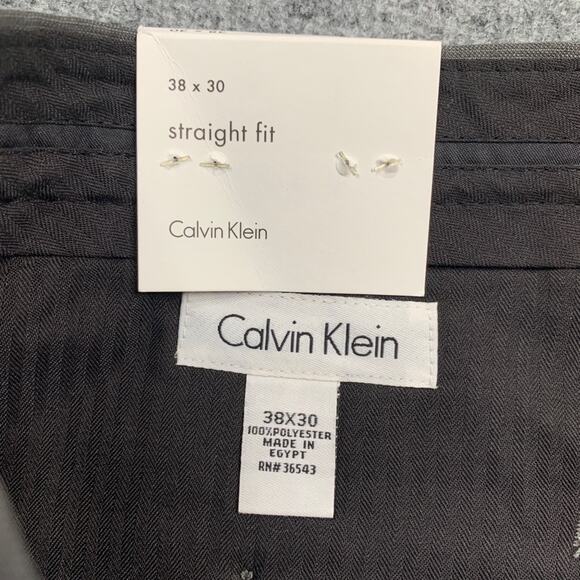 38 x 30
straight fit
Calvin Klein
Calvin Klein
38X30
100%POLYESTER
MADE IN
EGYPT
RN# 36543